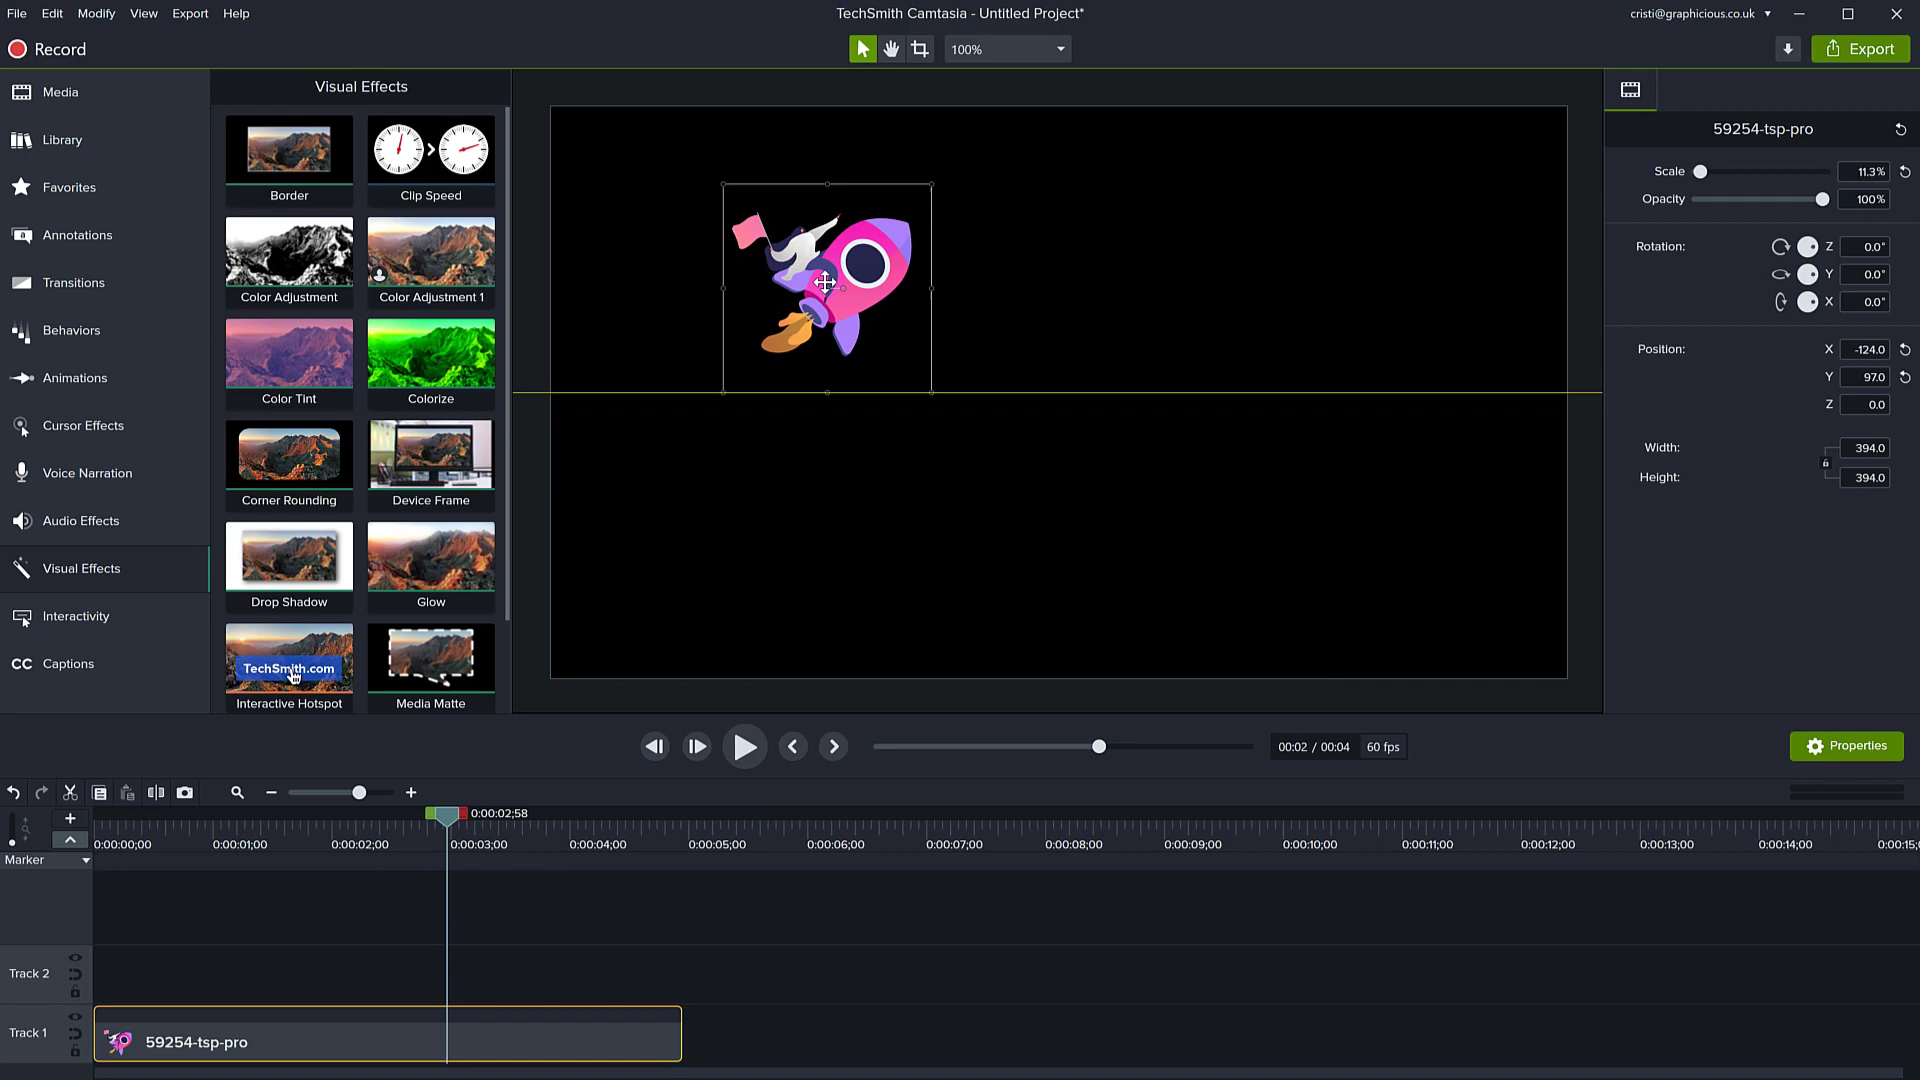 File Edit Modify View Export Help
TechSmith Camtasia - Untitled Project*
cristi@graphicious.co.uk
Record
100%
Export
Media
Library
Favorites
Annotations
Transitions
Behaviors
Animations
Cursor Effects
Voice Narration
Audio Effects
Visual Effects
Interactivity
CC Captions
Visual Effects
Border
Clip Speed
Color Adjustment
Color Adjustment 1
Color Tint
Colorize
Corner Rounding
Device Frame
Drop Shadow
Glow
TechSmith.com
Interactive Hotspot
Media Matte
59254-tsp-pro
Scale 11.3%
Opacity 100%
Rotation: Z 0.0°
Y 0.0°
X 0.0°
Position: X -124.0
Y 97.0
Z 0.0
Width: 394.0
Height: 394.0
00:02 / 00:04 60 fps
Properties
0:00:02;58
0:00:00;00 0:00:01;00 0:00:02;00 0:00:03;00 0:00:04;00 0:00:05;00 0:00:06;00 0:00:07;00 0:00:08;00 0:00:09;00 0:00:10;00 0:00:11;00 0:00:12;00 0:00:13;00 0:00:14;00 0:00:15;
Marker
Track 2
Track 1
59254-tsp-pro